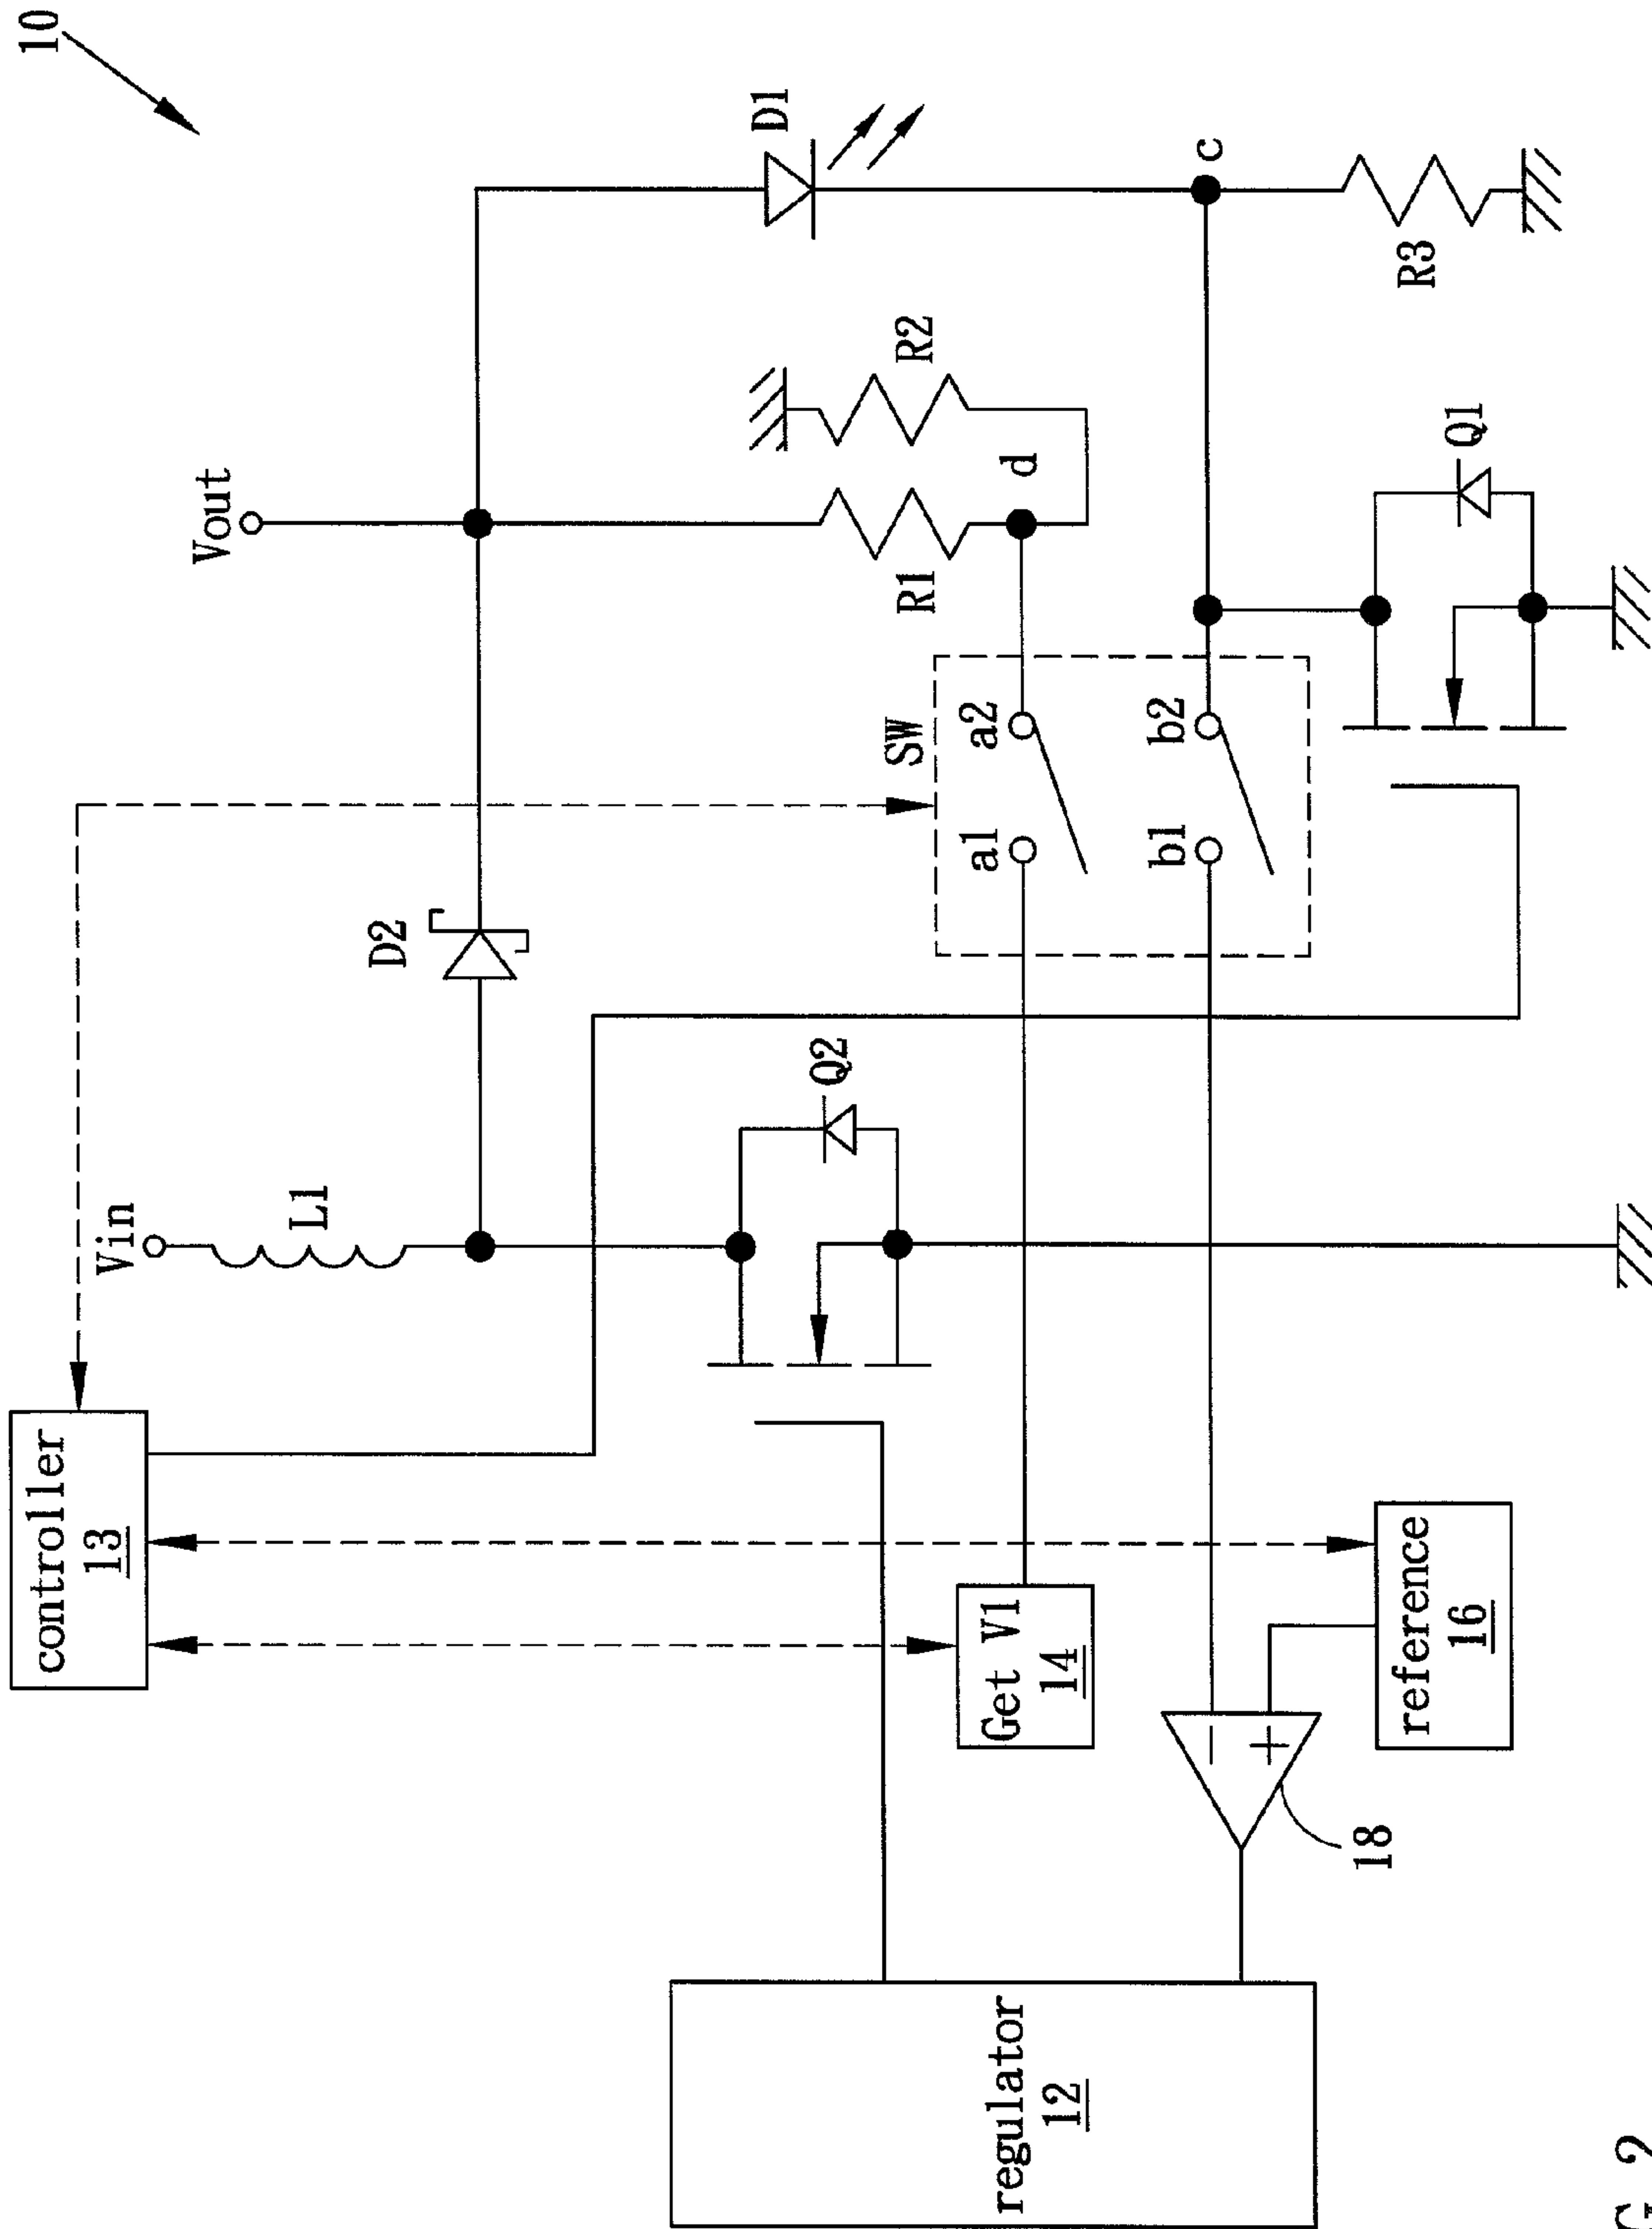 10
controller
13
Vin
L1
Vout
D2
D1
R1
R2
d
c
R3
SW
a1
a2
b1
b2
Q1
Q2
Get V1
14
reference
16
18
regulator
12
G. 2